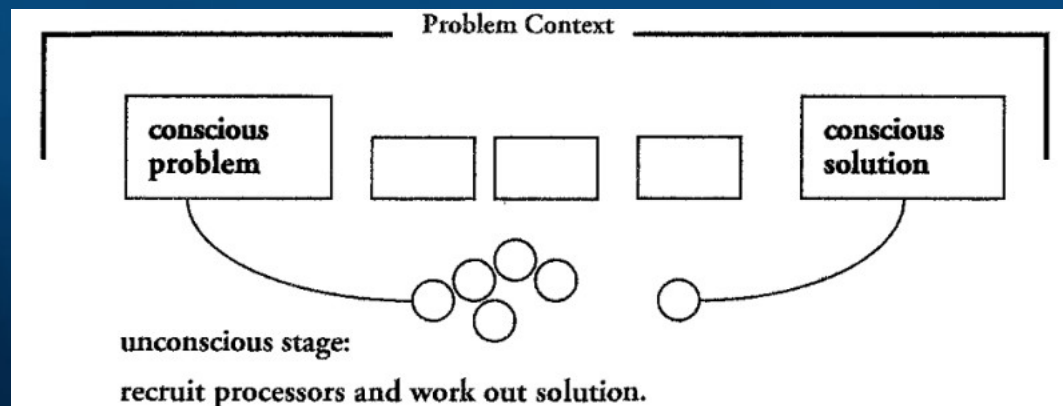 Problem Context
conscious
problem
conscious
solution
unconscious stage:
recruit processors and work out solution.